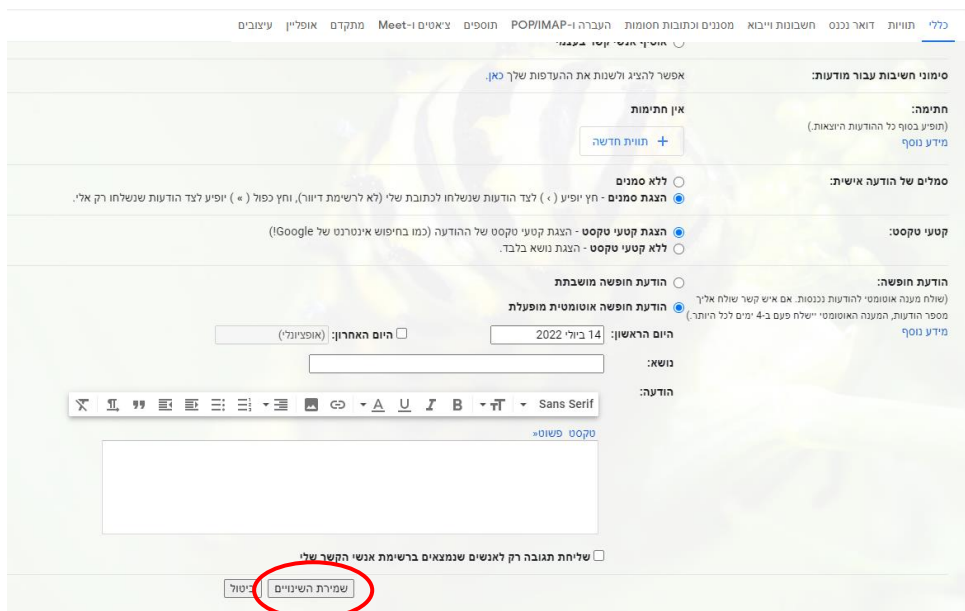 כללי תוויות דואר נכנס חשבונות וייבוא מסננים וכתובות חסומות העברה ו-POP/IMAP תוספים צ'אטים ו-Meet מתקדם אופליין עיצובים
אוסיף אנשי קשר בעצמי
סימוני חשיבות עבור מודעות: אפשר להציג ולשנות את ההעדפות שלך כאן.
חתימה: אין חתימות
(תופיע בסוף כל ההודעות היוצאות.)
מידע נוסף
+ תווית חדשה
סמלים של הודעה אישית: ללא סמנים
הצגת סמנים - חץ יופיע ( › ) לצד הודעות שנשלחו לכתובת שלי (לא לרשימת דיוור), וחץ כפול ( » ) יופיע לצד הודעות שנשלחו רק אלי.
קטעי טקסט: הצגת קטעי טקסט - הצגת קטעי טקסט של ההודעה (כמו בחיפוש אינטרנט של Google!)
ללא קטעי טקסט - הצגת נושא בלבד.
הודעת חופשה: הודעת חופשה מושבתת
(שולח מענה אוטומטי להודעות נכנסות. אם איש קשר שולח אליך
מספר הודעות, המענה האוטומטי יישלח פעם ב-4 ימים לכל היותר.)
מידע נוסף
הודעת חופשה אוטומטית מופעלת
היום הראשון: 14 ביולי 2022 היום האחרון: (אופציונלי)
נושא:
הודעה:
Sans Serif
טקסט פשוט»
שליחת תגובה רק לאנשים שנמצאים ברשימת אנשי הקשר שלי
שמירת השינויים ביטול